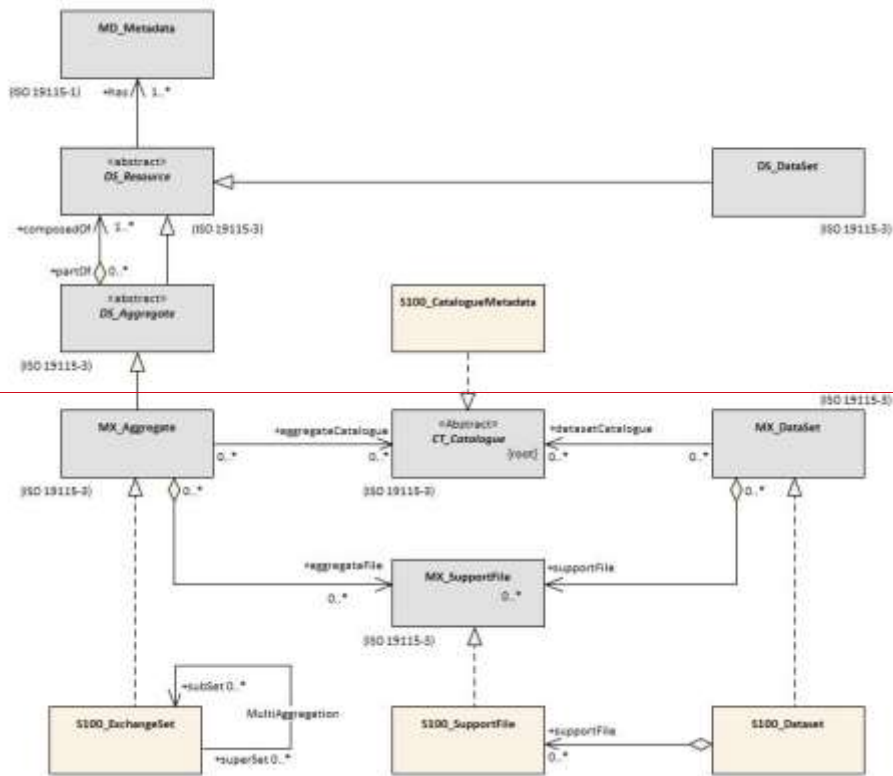 MD_Metadata
(ISO 19115-1)
+has
1..*
«abstract»
DS_Resource
DS_DataSet
+composedOf
1..*
(ISO 19115-3)
(ISO 19115-3)
+partOf
0..*
«abstract»
DS_Aggregate
S100_CatalogueMetadata
(ISO 19115-3)
(ISO 19115-3)
MX_Aggregate
+aggregateCatalogue
0..*
0..*
«Abstract»
CT_Catalogue
{root}
+datasetCatalogue
0..*
0..*
MX_DataSet
(ISO 19115-3)
0..*
(ISO 19115-3)
0..*
+aggregateFile
0..*
MX_SupportFile
0..*
+supportFile
(ISO 19115-3)
+subSet 0..*
MultiAggregation
S100_ExchangeSet
+superSet 0..*
S100_SupportFile
+supportFile
0..*
S100_Dataset